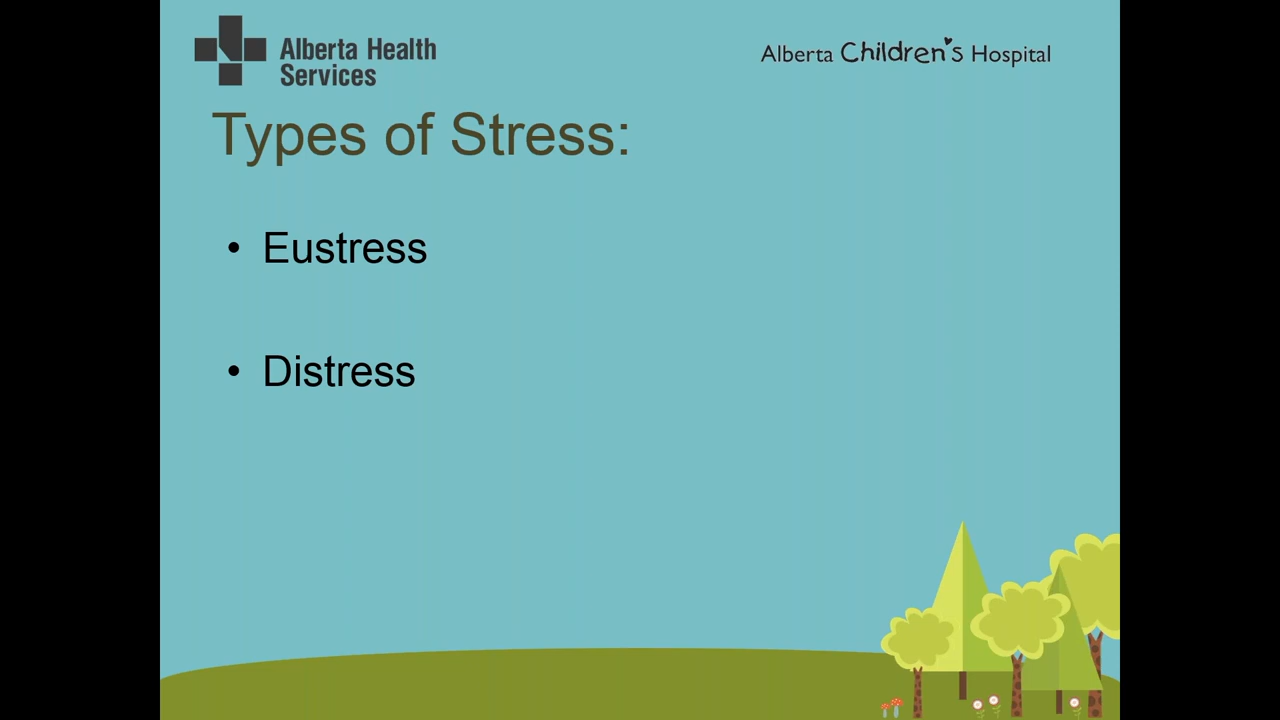 Alberta Health
Services
Alberta Children's Hospital
Types of Stress:
• Eustress
• Distress